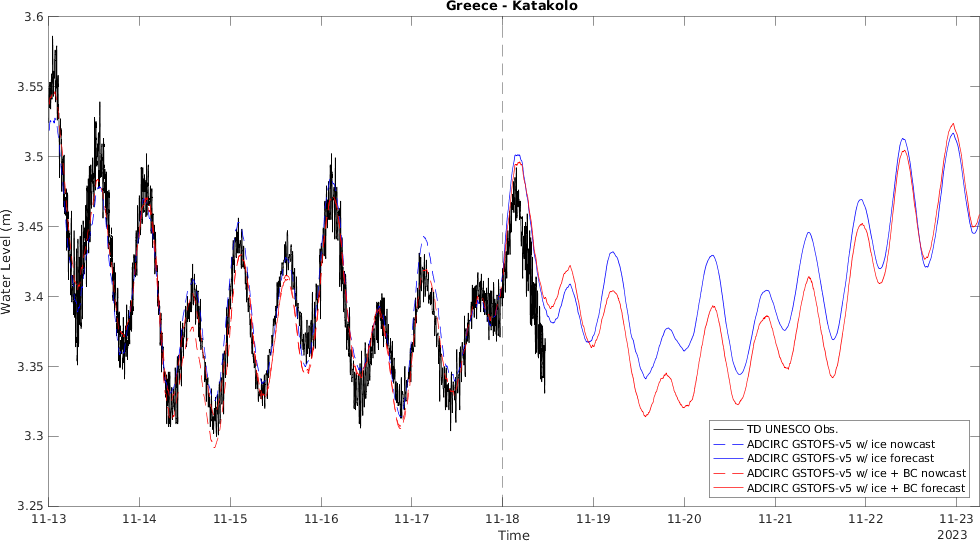 Greece - Katakolo
3.6
3.55
3.5
3.45
3.4
3.35
3.3
3.25
Water Level (m)
11-13 11-14 11-15 11-16 11-17 11-18 11-19 11-20 11-21 11-22 11-23
Time
2023
TD UNESCO Obs.
ADCIRC GSTOFS-v5 w/ ice nowcast
ADCIRC GSTOFS-v5 w/ ice forecast
ADCIRC GSTOFS-v5 w/ ice + BC nowcast
ADCIRC GSTOFS-v5 w/ ice + BC forecast